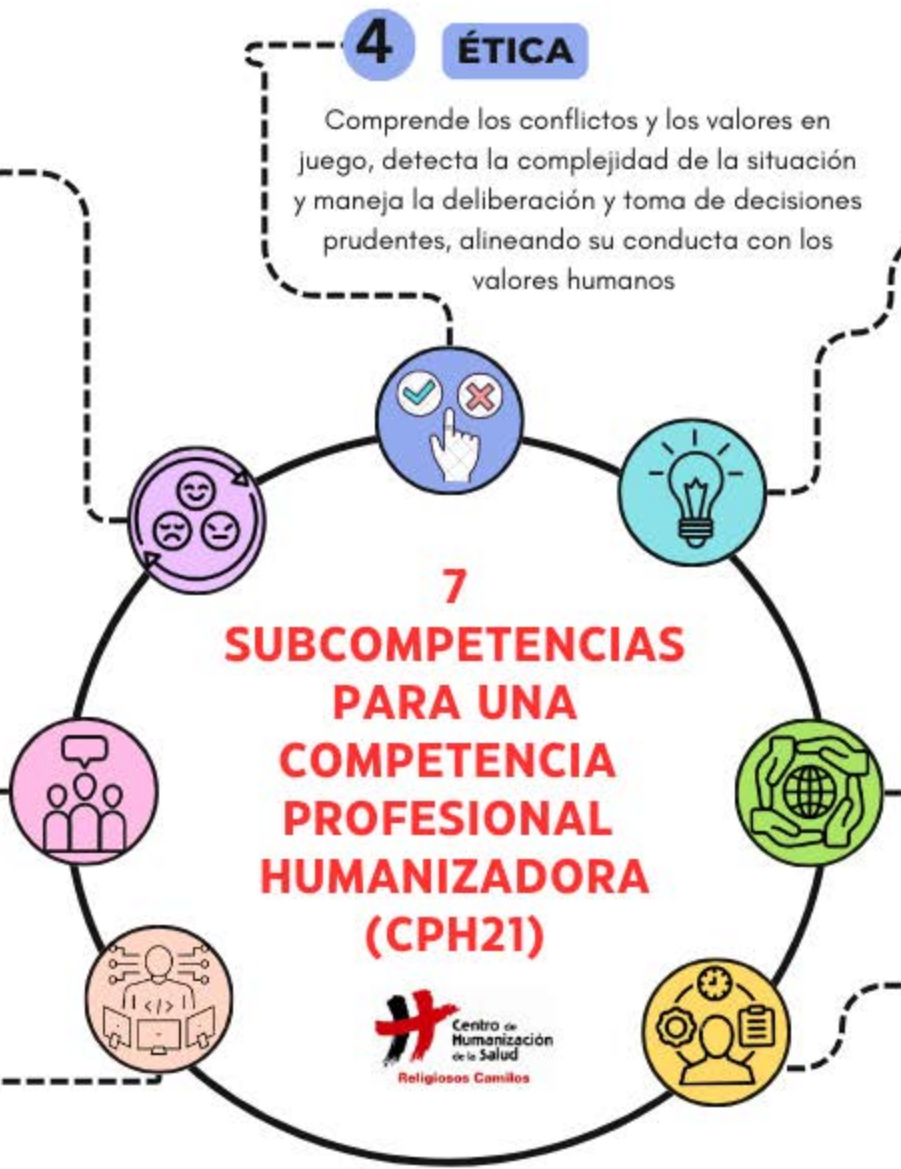 4 ÉTICA
Comprende los conflictos y los valores en
juego, detecta la complejidad de la situación
y maneja la deliberación y toma de decisiones
prudentes, alineando su conducta con los
valores humanos
7
SUBCOMPETENCIAS
PARA UNA
COMPETENCIA
PROFESIONAL
HUMANIZADORA
(CPH21)
Centro de
Humanización
de la Salud
Religiosos Camilos